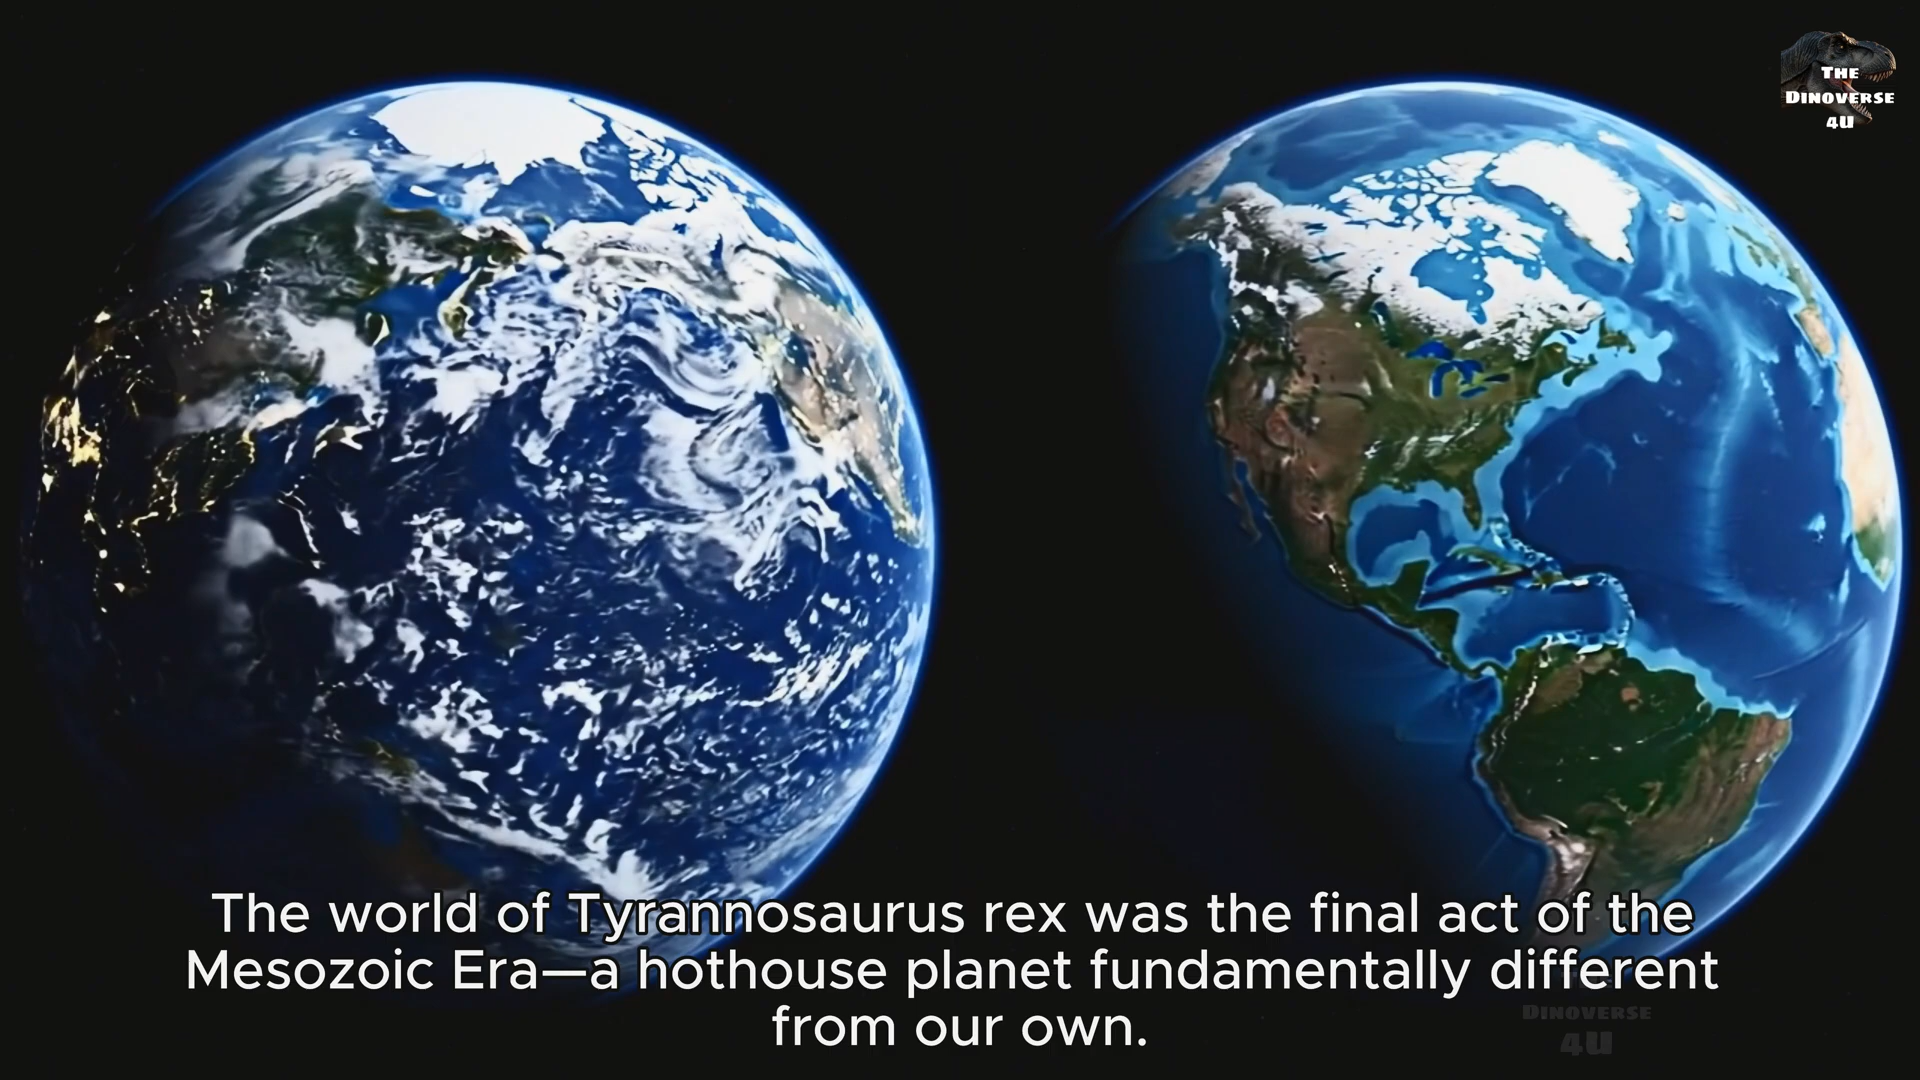 THE
DINOVERSE
4U
The world of Tyrannosaurus rex was the final act of the
Mesozoic Era—a hothouse planet fundamentally different
from our own.
DINOVERSE
4U